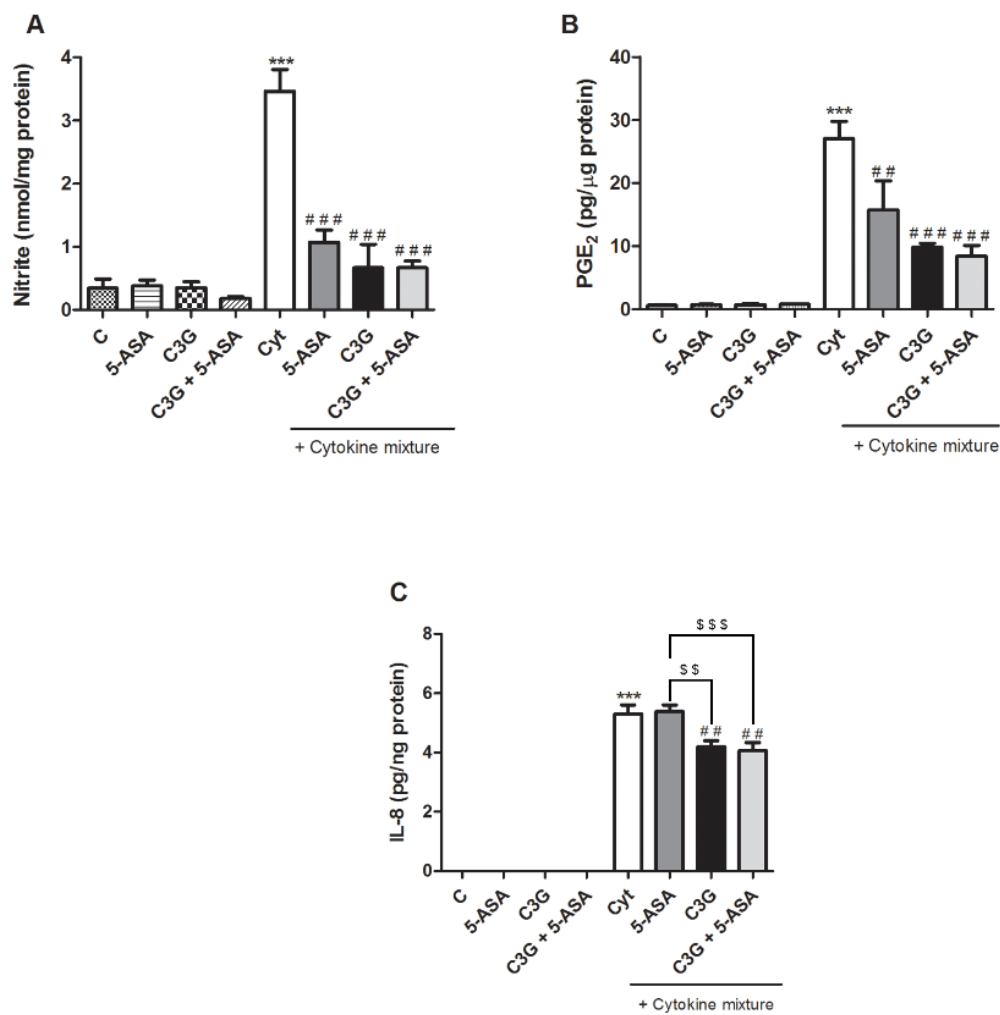 A
Nitrite (nmol/mg protein)
4
3
2
1
0
***
# # #
# # #
# # #
C
5-ASA
C3G
C3G + 5-ASA
Cyt
5-ASA
C3G
C3G + 5-ASA
+ Cytokine mixture
B
PGE2 (pg/µg protein)
40
30
20
10
0
***
# #
# # #
# # #
C
5-ASA
C3G
C3G + 5-ASA
Cyt
5-ASA
C3G
C3G + 5-ASA
+ Cytokine mixture
C
IL-8 (pg/ng protein)
8
6
4
2
0
$ $ $
$ $
***
# #
# #
C
5-ASA
C3G
C3G + 5-ASA
Cyt
5-ASA
C3G
C3G + 5-ASA
+ Cytokine mixture